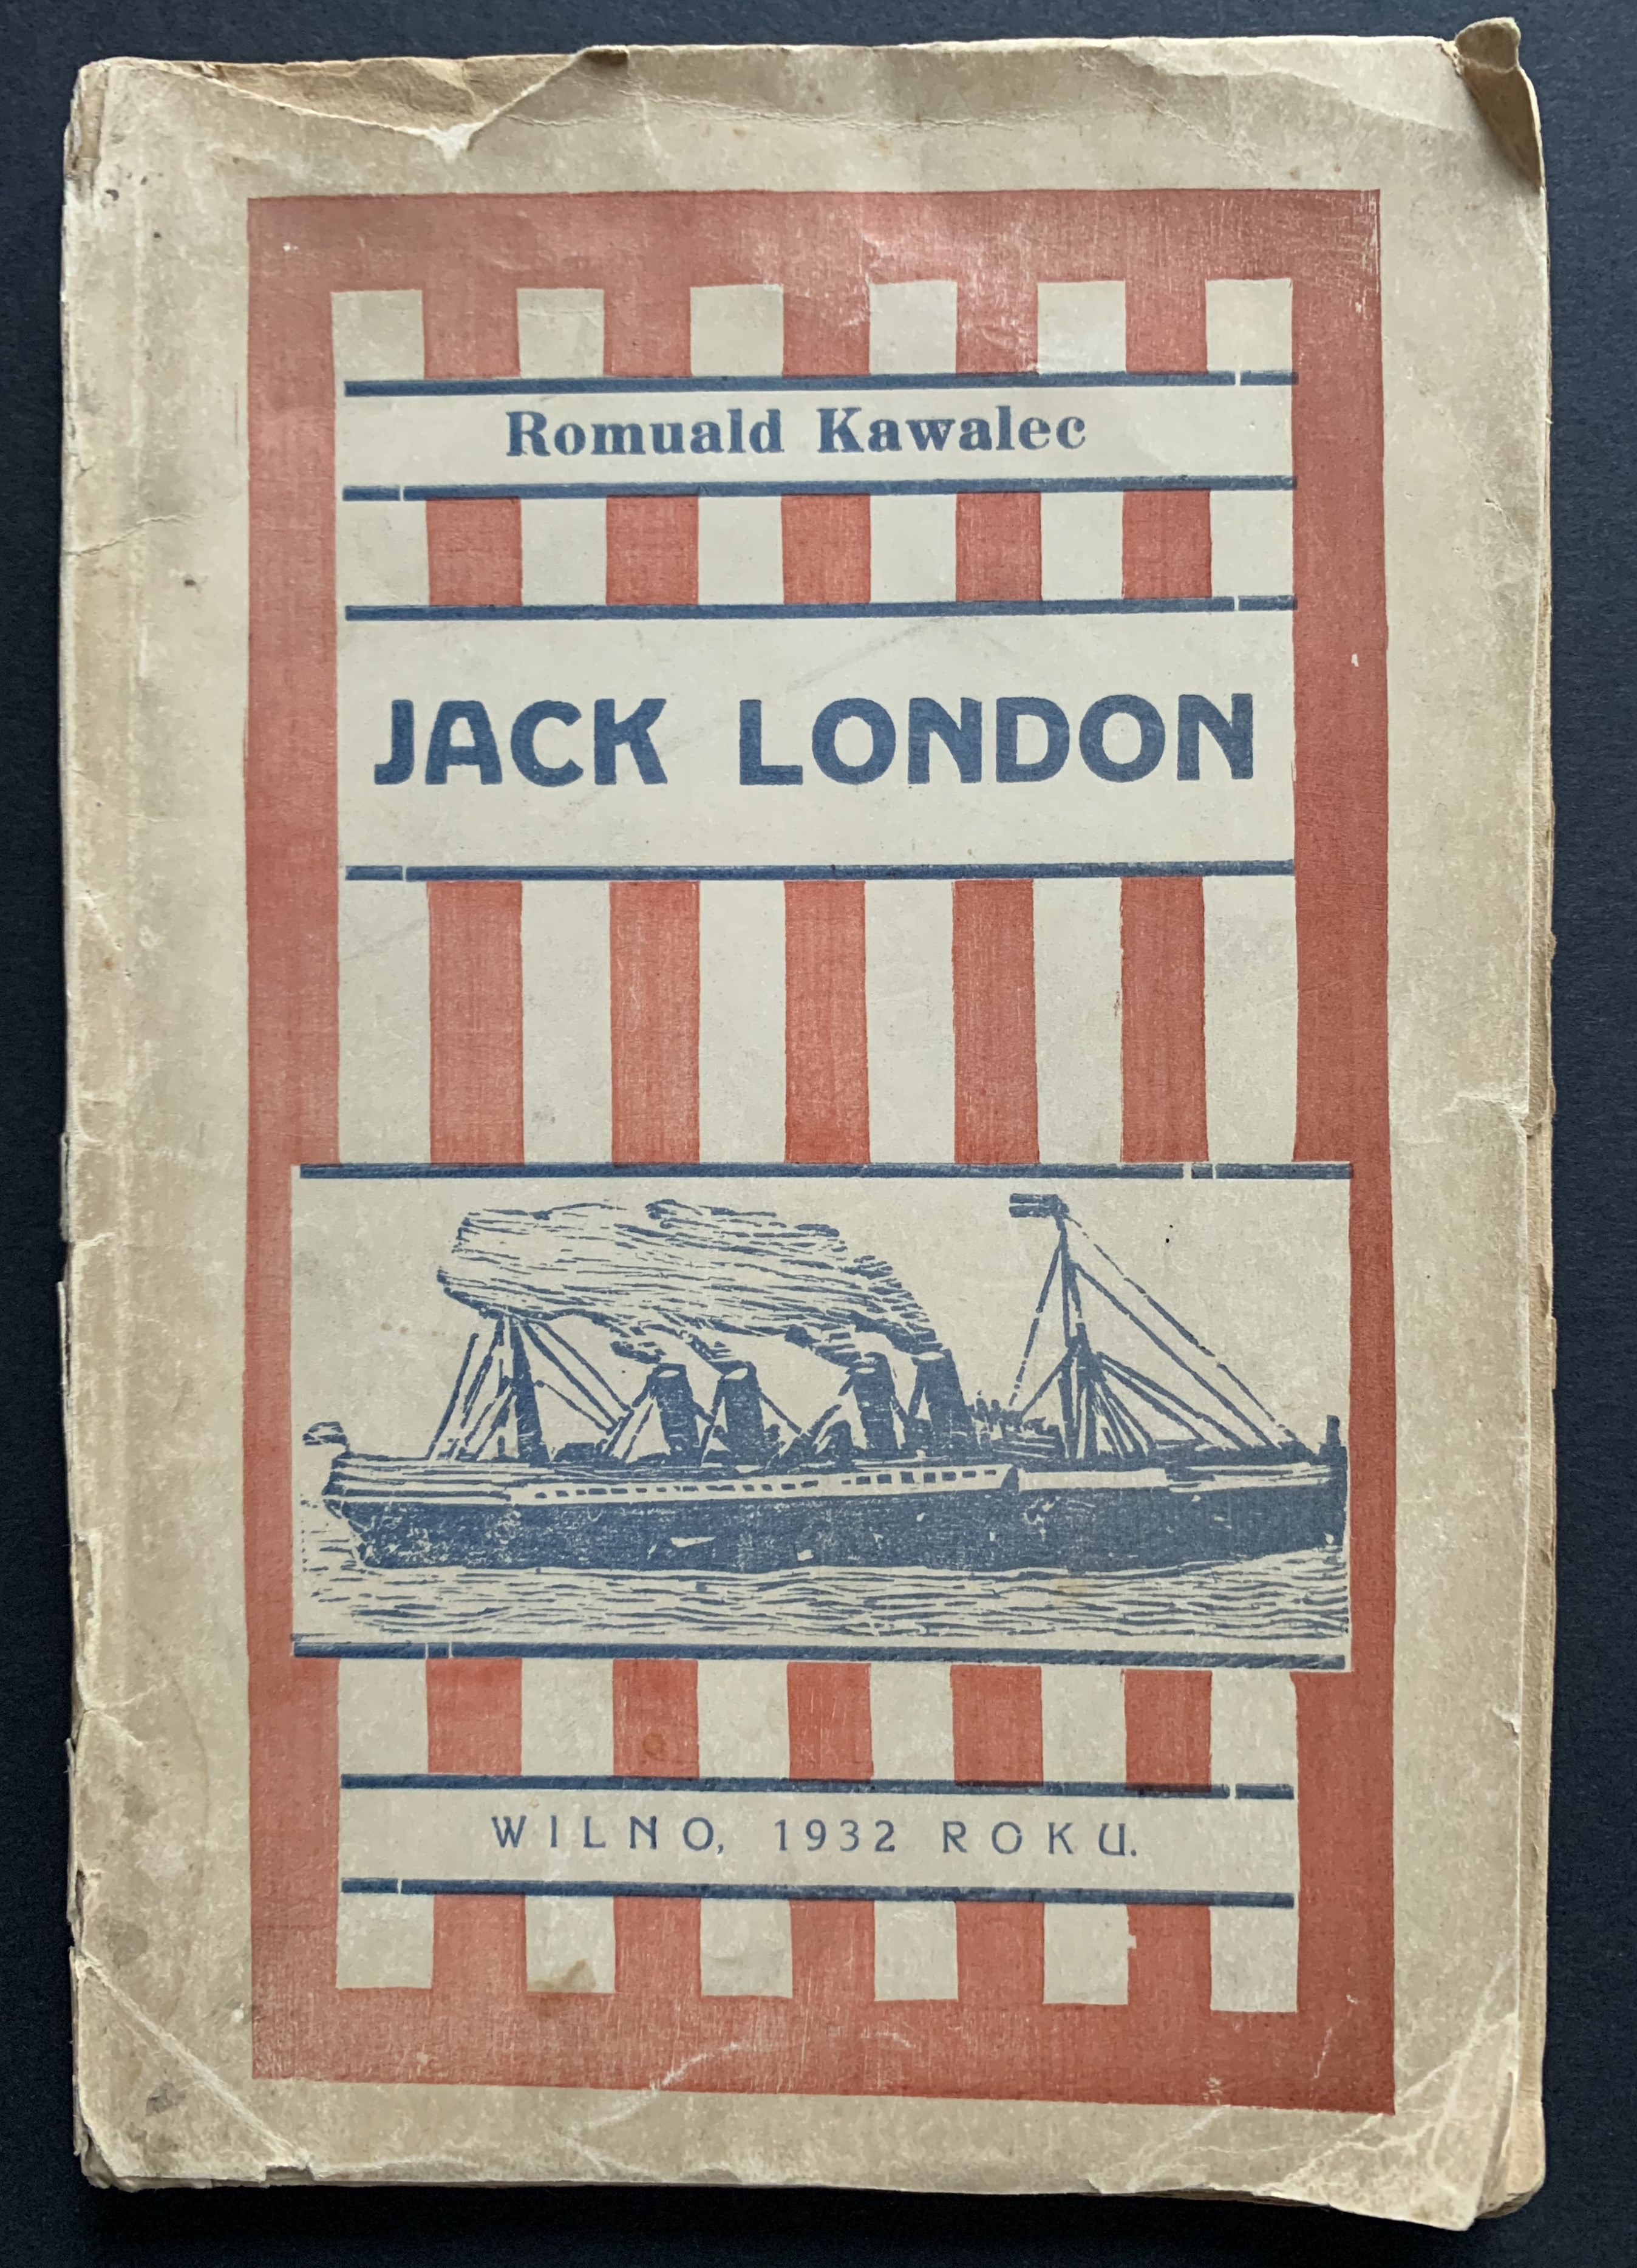 Romuald Kawalec
JACK LONDON
WILNO, 1932 ROKU.